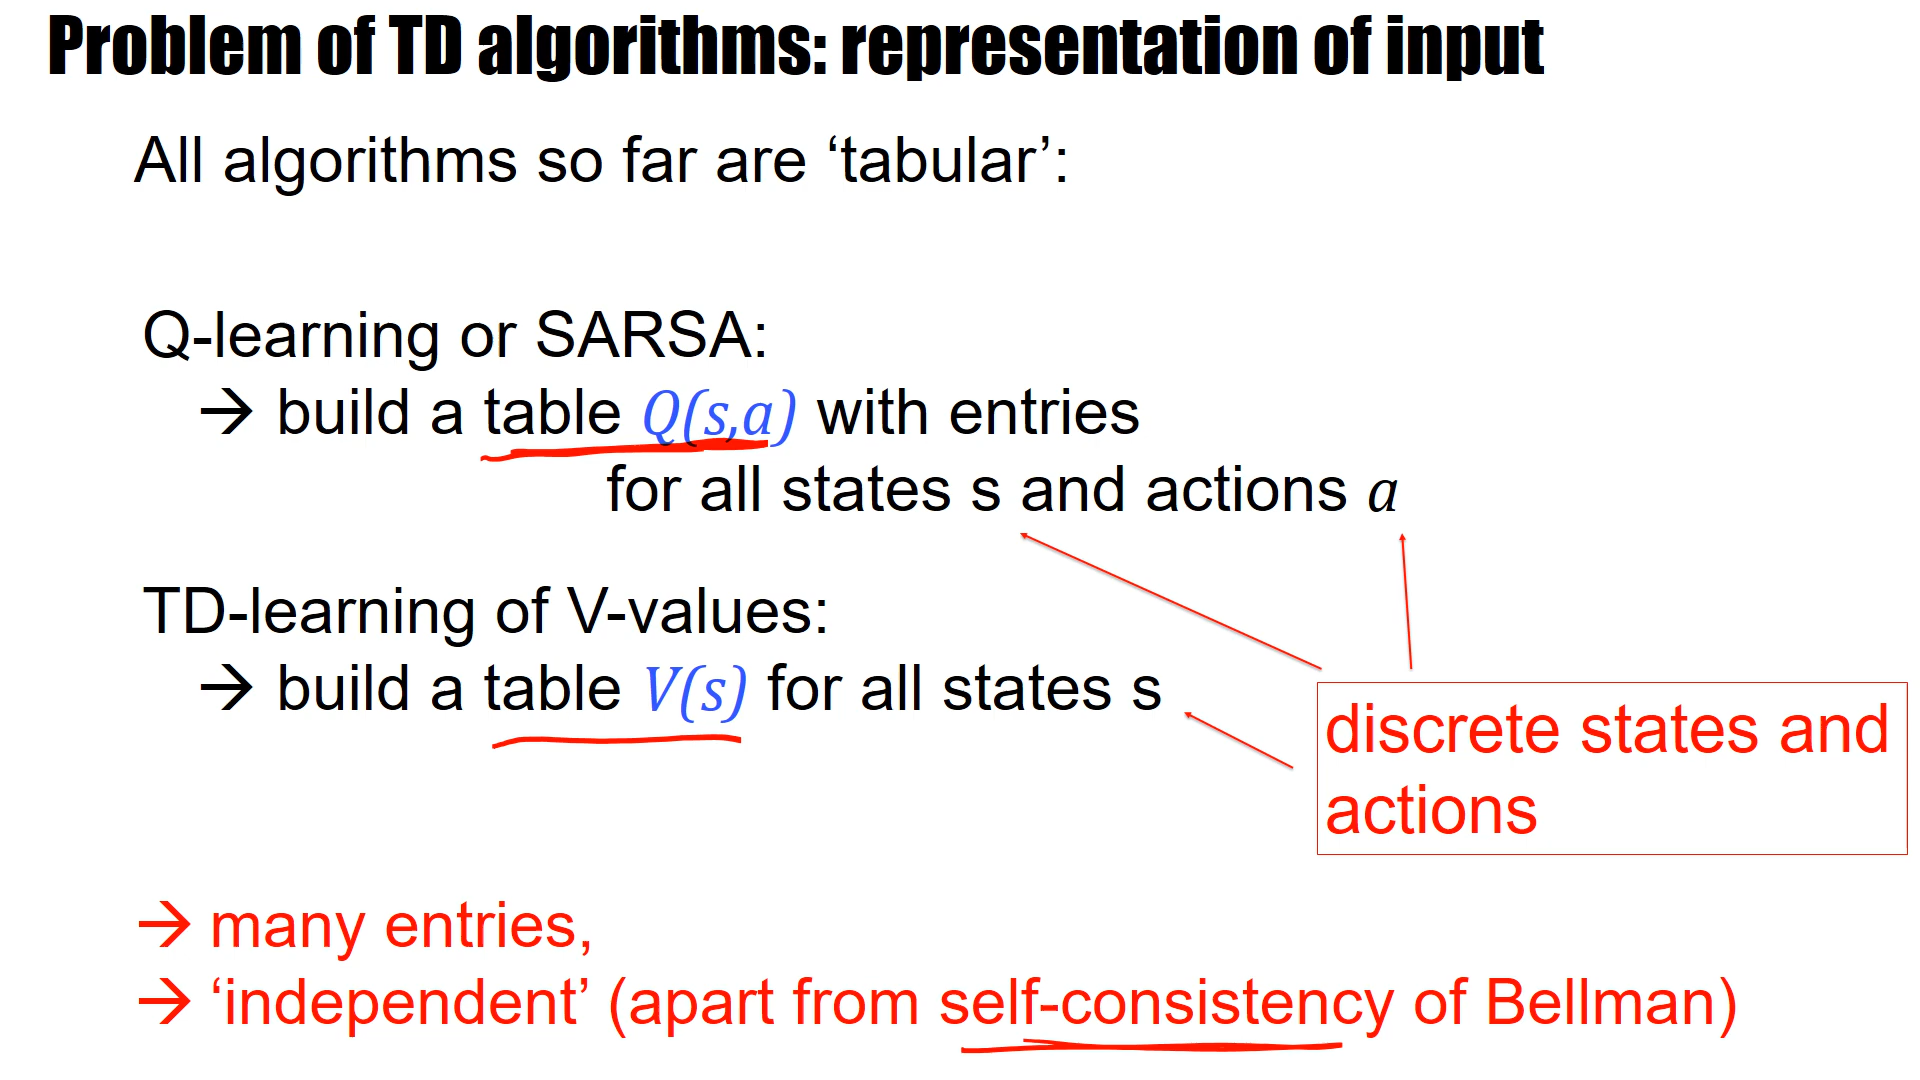 Problem of TD algorithms: representation of input
All algorithms so far are ‘tabular’:
Q-learning or SARSA:
→ build a table Q(s,a) with entries
for all states s and actions a
TD-learning of V-values:
→ build a table V(s) for all states s
discrete states and
actions
→ many entries,
→ ‘independent’ (apart from self-consistency of Bellman)